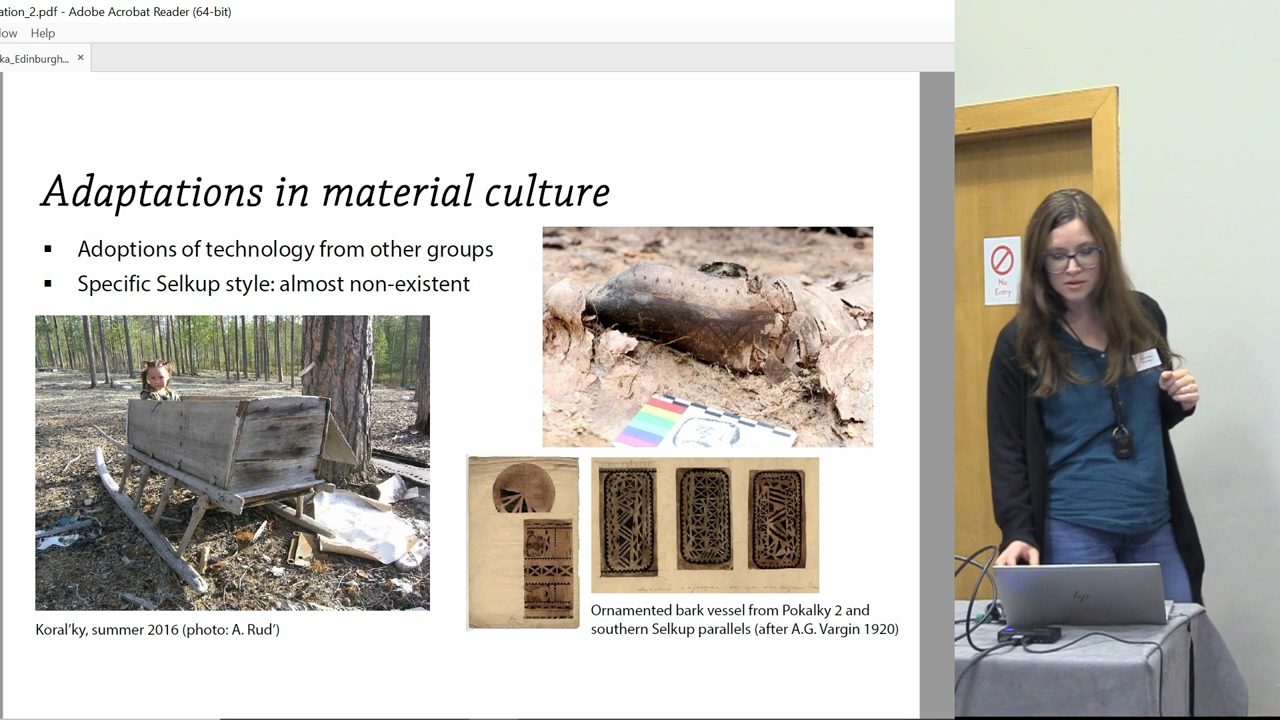 ation_2.pdf - Adobe Acrobat Reader (64-bit)
Help
ka_Edinburgh... ×
Adaptations in material culture
▪ Adoptions of technology from other groups
▪ Specific Selkup style: almost non-existent
Koral’ky, summer 2016 (photo: A. Rud’)
Ornamented bark vessel from Pokalky 2 and
southern Selkup parallels (after A.G. Vargin 1920)
No
Entry
hp